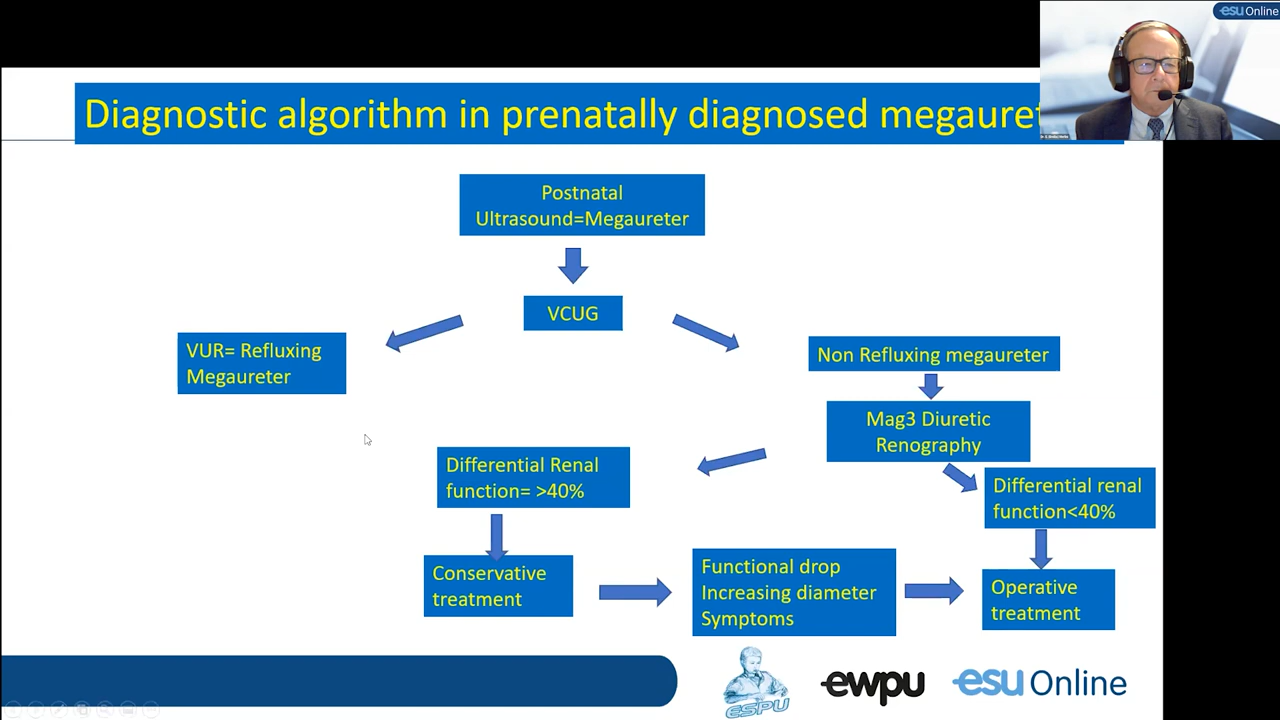 esu Online
Diagnostic algorithm in prenatally diagnosed megauret
Postnatal
Ultrasound=Megaureter
VCUG
VUR= Refluxing
Megaureter
Non Refluxing megaureter
Mag3 Diuretic
Renography
Differential Renal
function= >40%
Differential renal
function<40%
Conservative
treatment
Functional drop
Increasing diameter
Symptoms
Operative
treatment
ESPU
ewpu
esu Online